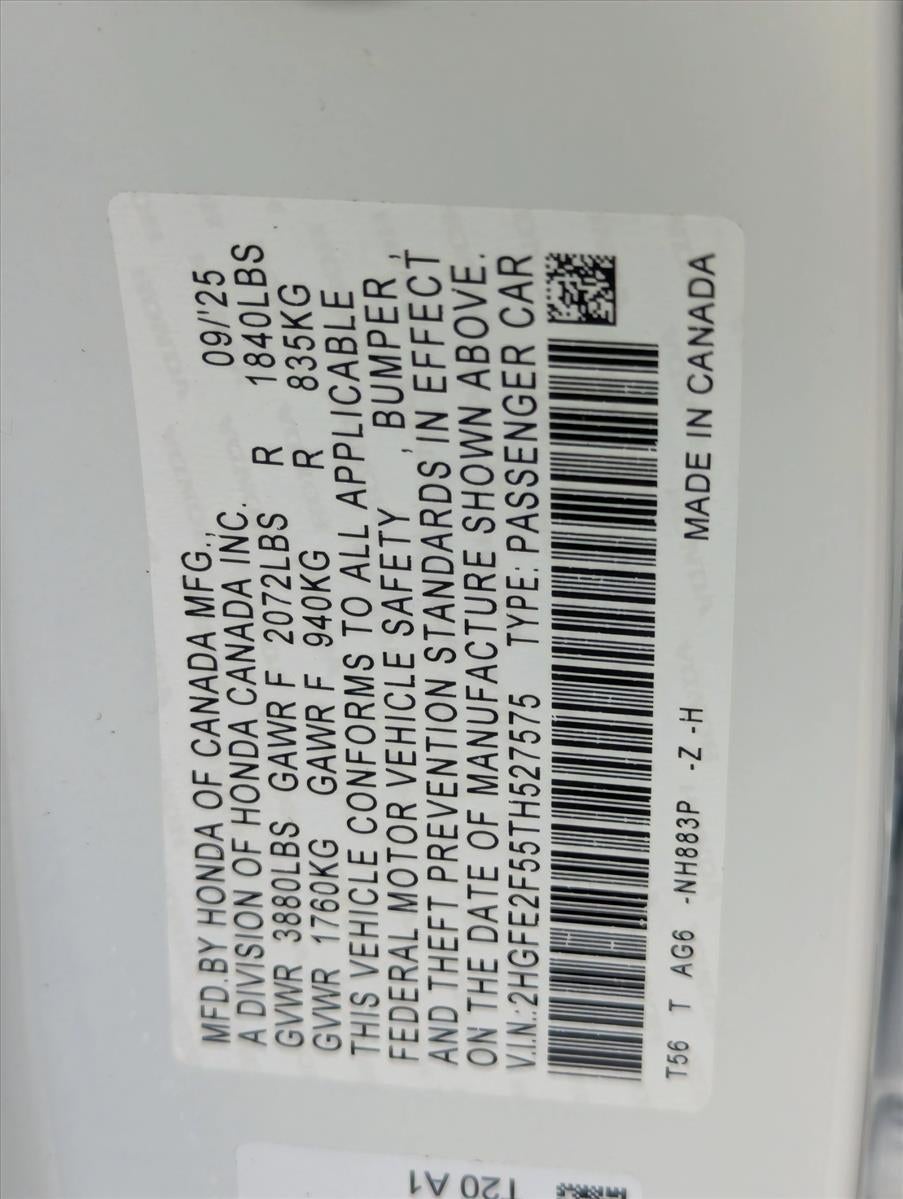 MFD.BY HONDA OF CANADA MFG., 09/'25
A DIVISION OF HONDA CANADA INC.
GVWR 3880LBS GAWR F 2072LBS R 1840LBS
GVWR 1760KG GAWR F 940KG R 835KG
THIS VEHICLE CONFORMS TO ALL APPLICABLE
FEDERAL MOTOR VEHICLE SAFETY , BUMPER ,
AND THEFT PREVENTION STANDARDS IN EFFECT
ON THE DATE OF MANUFACTURE SHOWN ABOVE.
V.I.N.:2HGFE2F55TH527575 TYPE: PASSENGER CAR
T56 T AG6 -NH883P -Z -H MADE IN CANADA
T20 A1